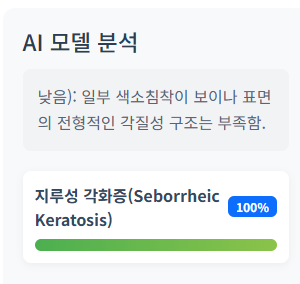 AI 모델 분석
낮음): 일부 색소침착이 보이나 표면
의 전형적인 각질성 구조는 부족함.
지루성 각화증(Seborrheic
Keratosis)
100%